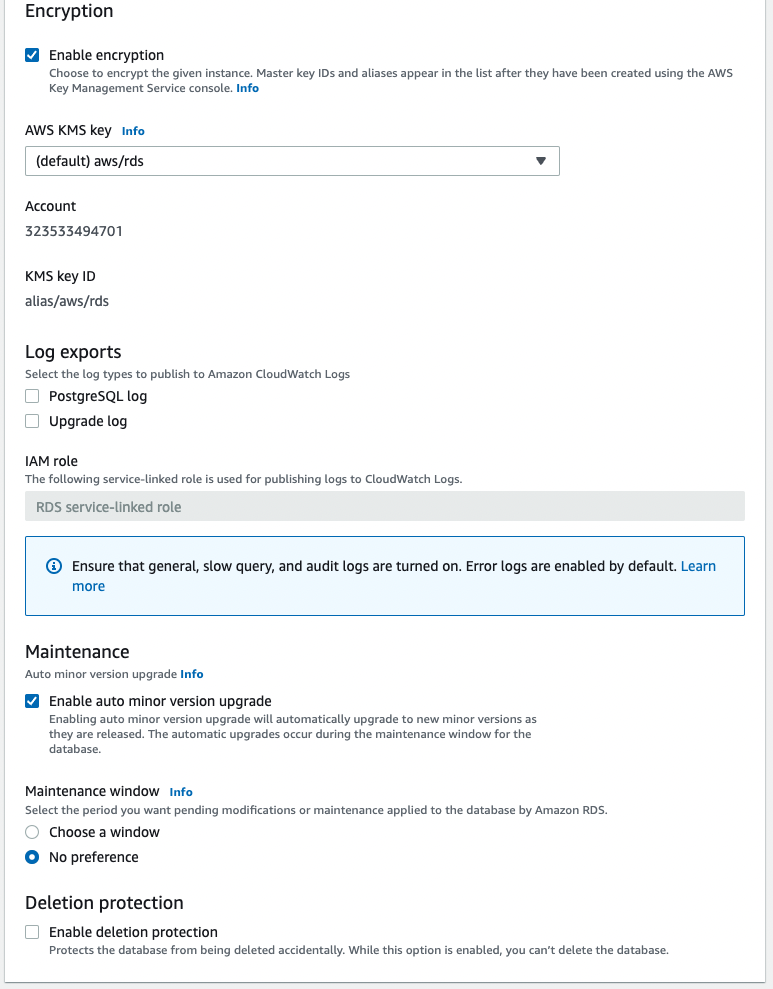 Encryption
Enable encryption
Choose to encrypt the given instance. Master key IDs and aliases appear in the list after they have been created using the AWS
Key Management Service console. Info
AWS KMS key Info
(default) aws/rds
Account
323533494701
KMS key ID
alias/aws/rds
Log exports
Select the log types to publish to Amazon CloudWatch Logs
PostgreSQL log
Upgrade log
IAM role
The following service-linked role is used for publishing logs to CloudWatch Logs.
RDS service-linked role
Ensure that general, slow query, and audit logs are turned on. Error logs are enabled by default. Learn
more
Maintenance
Auto minor version upgrade Info
Enable auto minor version upgrade
Enabling auto minor version upgrade will automatically upgrade to new minor versions as
they are released. The automatic upgrades occur during the maintenance window for the
database.
Maintenance window Info
Select the period you want pending modifications or maintenance applied to the database by Amazon RDS.
Choose a window
No preference
Deletion protection
Enable deletion protection
Protects the database from being deleted accidentally. While this option is enabled, you can't delete the database.